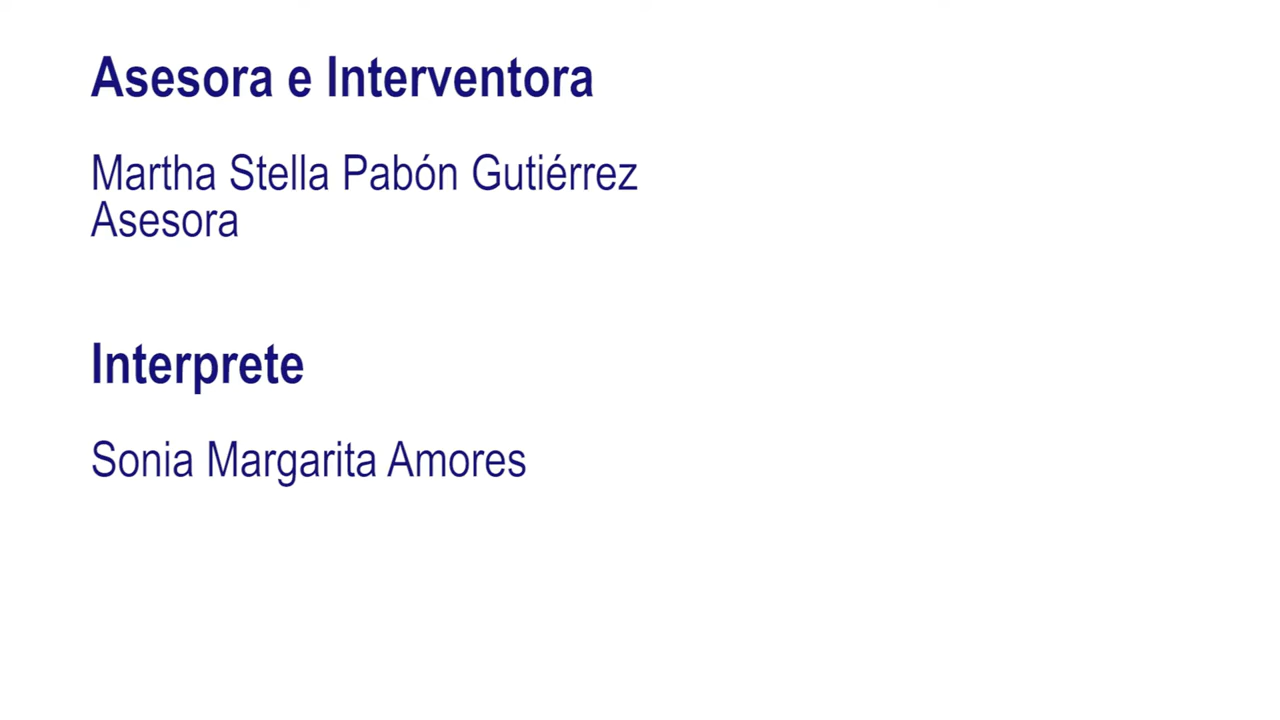 Asesora e Interventora
Martha Stella Pabón Gutiérrez
Asesora
Interprete
Sonia Margarita Amores